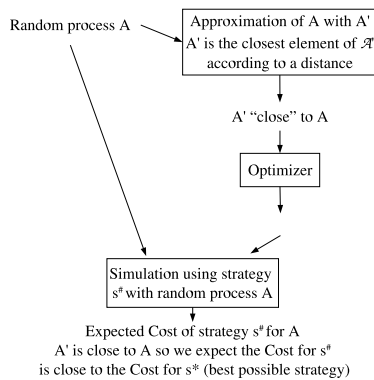 Random process A
Approximation of A with A'
A' is the closest element of 𝒜'
according to a distance
A' “close” to A
Optimizer
Simulation using strategy
s# with random process A
Expected Cost of strategy s# for A
A' is close to A so we expect the Cost for s#
is close to the Cost for s* (best possible strategy)